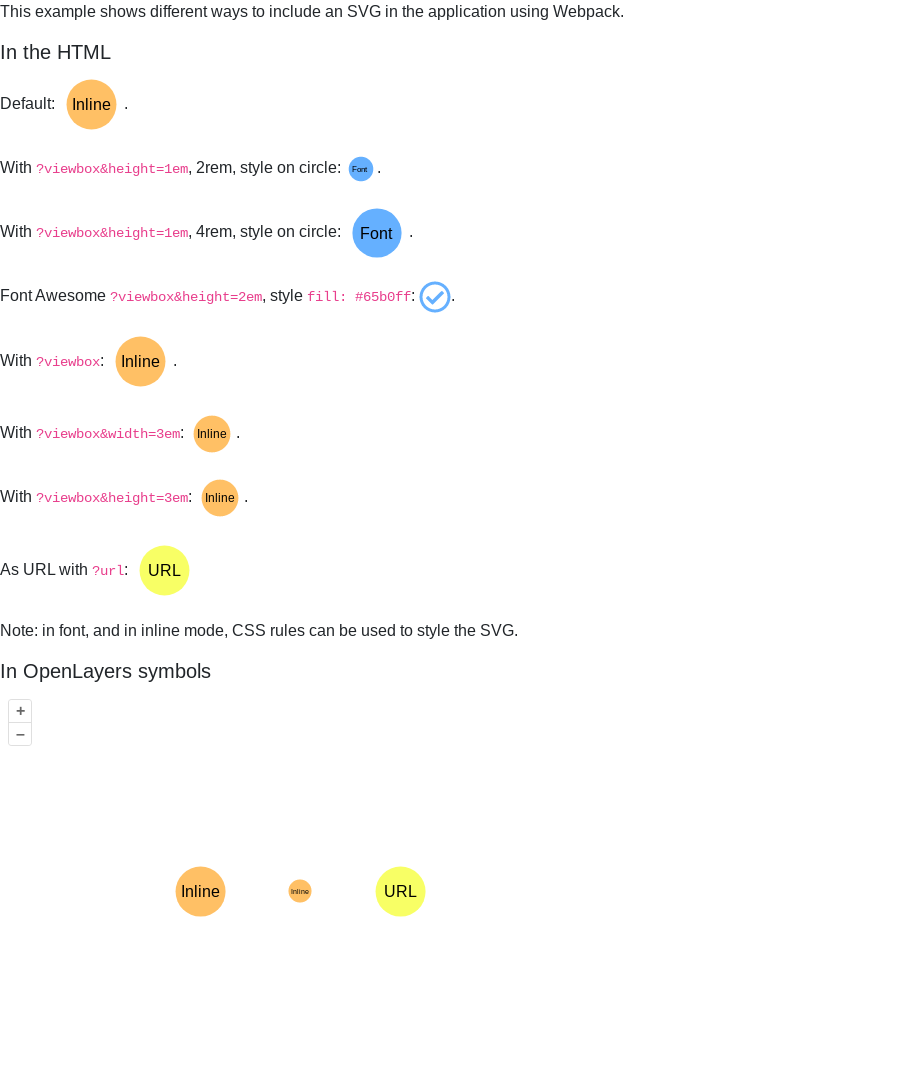 This example shows different ways to include an SVG in the application using Webpack.
In the HTML
Default: Inline .
With ?viewbox&height=1em, 2rem, style on circle: Font .
With ?viewbox&height=1em, 4rem, style on circle: Font .
Font Awesome ?viewbox&height=2em, style fill: #65b0ff: .
With ?viewbox: Inline .
With ?viewbox&width=3em: Inline .
With ?viewbox&height=3em: Inline .
As URL with ?url: URL
Note: in font, and in inline mode, CSS rules can be used to style the SVG.
In OpenLayers symbols
+
–
Inline Inline URL